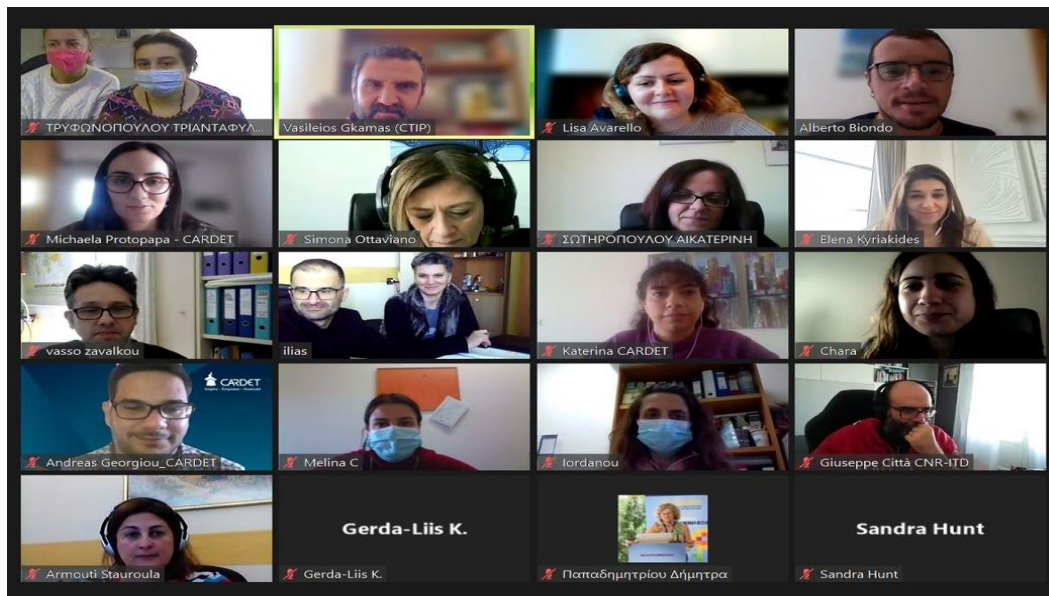 ΤΡΥΦΩΝΟΠΟΥΛΟΥ ΤΡΙΑΝΤΑΦΥΛ...
Vasileios Gkamas (CTIP)
Lisa Avarello
Alberto Biondo
Michaela Protopapa - CARDET
Simona Ottaviano
ΣΩΤΗΡΟΠΟΥΛΟΥ ΑΙΚΑΤΕΡΙΝΗ
Elena Kyriakides
vasso zavalkou
ilias
Katerina CARDET
Chara
CARDET
Andreas Georgiou_CARDET
Melina C
Iordanou
Giuseppe Città CNR-ITD
Armouti Stauroula
Gerda-Liis K.
Gerda-Liis K.
Παπαδημητρίου Δήμητρα
Sandra Hunt
Sandra Hunt